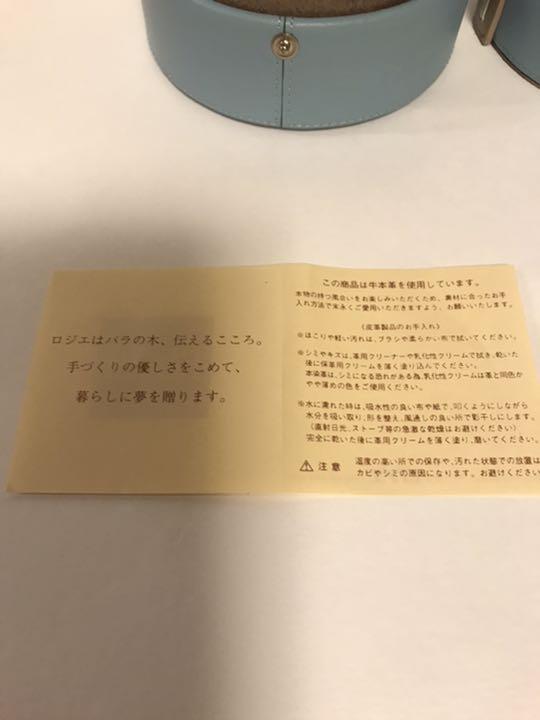 ロジエはバラの木、伝えるこころ。
手づくりの優しさをこめて、
暮らしに夢を贈ります。
この商品は牛本革を使用しています。
本物の持つ風合いをお楽しみいただくため、素材に合ったお手
入れ方法で末永くご愛用いただきますよう、お願いいたします。
〈皮革製品のお手入れ〉
※ほこりや軽い汚れは、ブラシや柔らかい布で拭いてください。
※シミやキズは、革用クリーナーや乳化性クリームで拭き、乾いた
後に保革用クリームを薄く塗り込んでください。
本染革は、シミになる恐れがある為、乳化性クリームは革と同色か
やや薄めの色をご使用ください。
※水に濡れた時は、吸水性の良い布や紙で、叩くようにしながら
水分を吸い取り、形を整え、風通しの良い所で影干しにします。
(直射日光、ストーブ等の急激な乾燥はお避けください)
完全に乾いた後に革用クリームを薄く塗り、磨いてください。
⚠ 注意 温度の高い所での保存や、汚れた状態での放置は
カビやシミの原因になります。お避けください